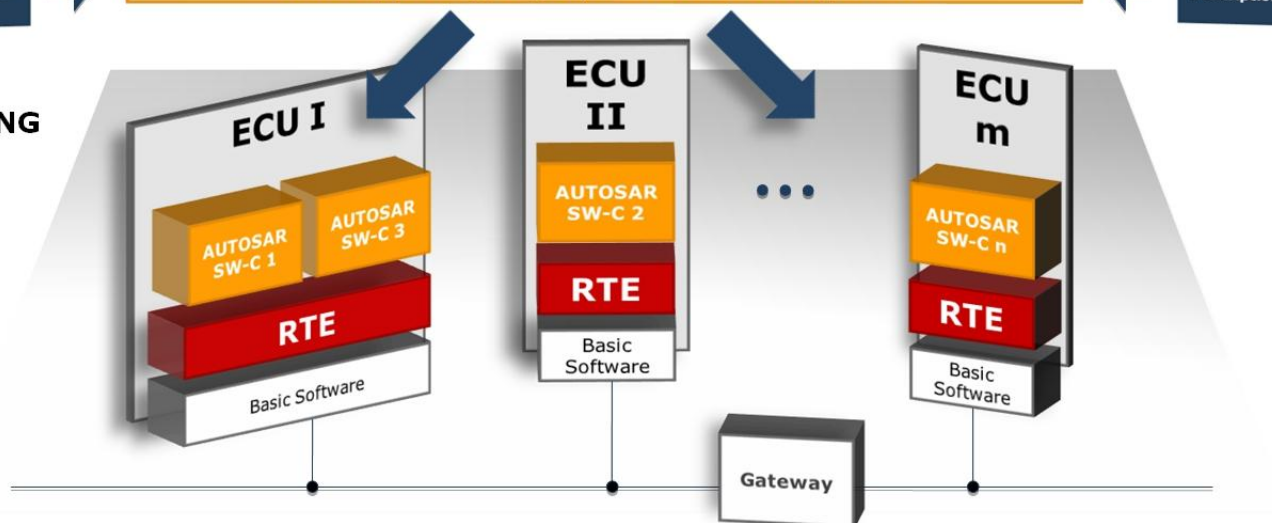 NG
ECU I
AUTOSAR
SW-C 1
AUTOSAR
SW-C 3
RTE
Basic Software
ECU
II
AUTOSAR
SW-C 2
RTE
Basic
Software
...
ECU
m
AUTOSAR
SW-C n
RTE
Basic
Software
Gateway